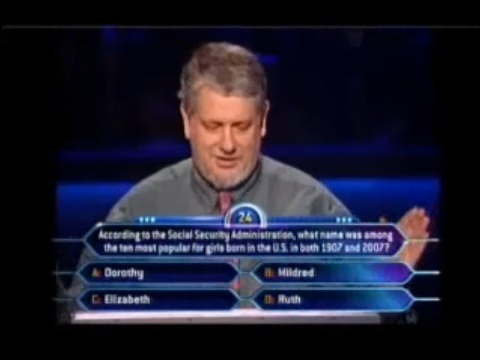 24
According to the Social Security Administration, what name was among
the ten most popular for girls born in the U.S. in both 1907 and 2007?
A: Dorothy
B: Mildred
C: Elizabeth
D: Ruth